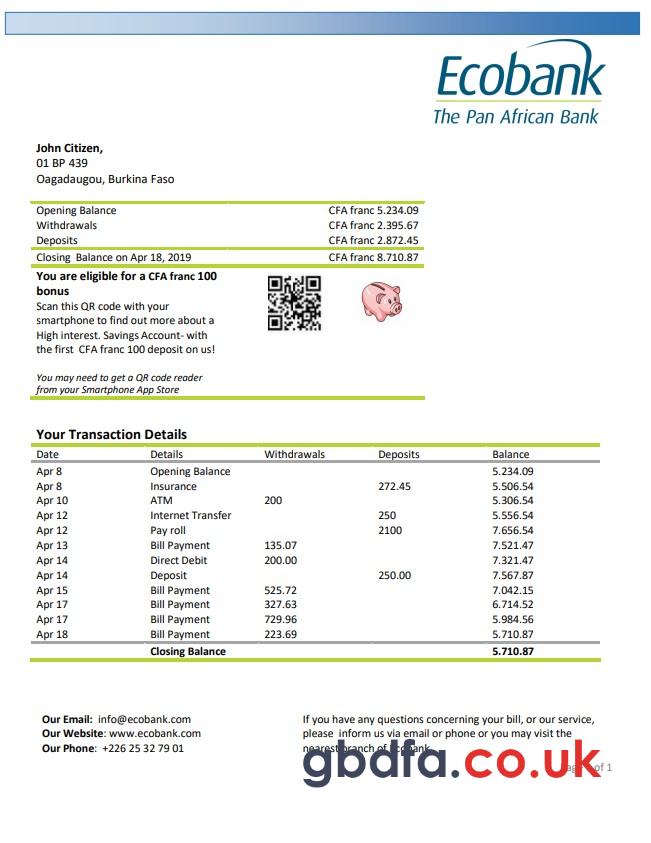 Ecobank
The Pan African Bank
John Citizen,
01 BP 439
Oagadaugou, Burkina Faso
Opening Balance CFA franc 5.234.09
Withdrawals CFA franc 2.395.67
Deposits CFA franc 2.872.45
Closing Balance on Apr 18, 2019 CFA franc 8.710.87
You are eligible for a CFA franc 100
bonus
Scan this QR code with your
smartphone to find out more about a
High interest. Savings Account- with
the first CFA franc 100 deposit on us!
You may need to get a QR code reader
from your Smartphone App Store
Your Transaction Details
Date Details Withdrawals Deposits Balance
Apr 8 Opening Balance 5.234.09
Apr 8 Insurance 272.45 5.506.54
Apr 10 ATM 200 5.306.54
Apr 12 Internet Transfer 250 5.556.54
Apr 12 Pay roll 2100 7.656.54
Apr 13 Bill Payment 135.07 7.521.47
Apr 14 Direct Debit 200.00 7.321.47
Apr 14 Deposit 250.00 7.567.87
Apr 15 Bill Payment 525.72 7.042.15
Apr 17 Bill Payment 327.63 6.714.52
Apr 17 Bill Payment 729.96 5.984.56
Apr 18 Bill Payment 223.69 5.710.87
Closing Balance 5.710.87
Our Email: info@ecobank.com
Our Website: www.ecobank.com
Our Phone: +226 25 32 79 01
If you have any questions concerning your bill, or our service,
please inform us via email or phone or you may visit the
nearest branch of Ecobank.
gbdfa.co.uk
of 1